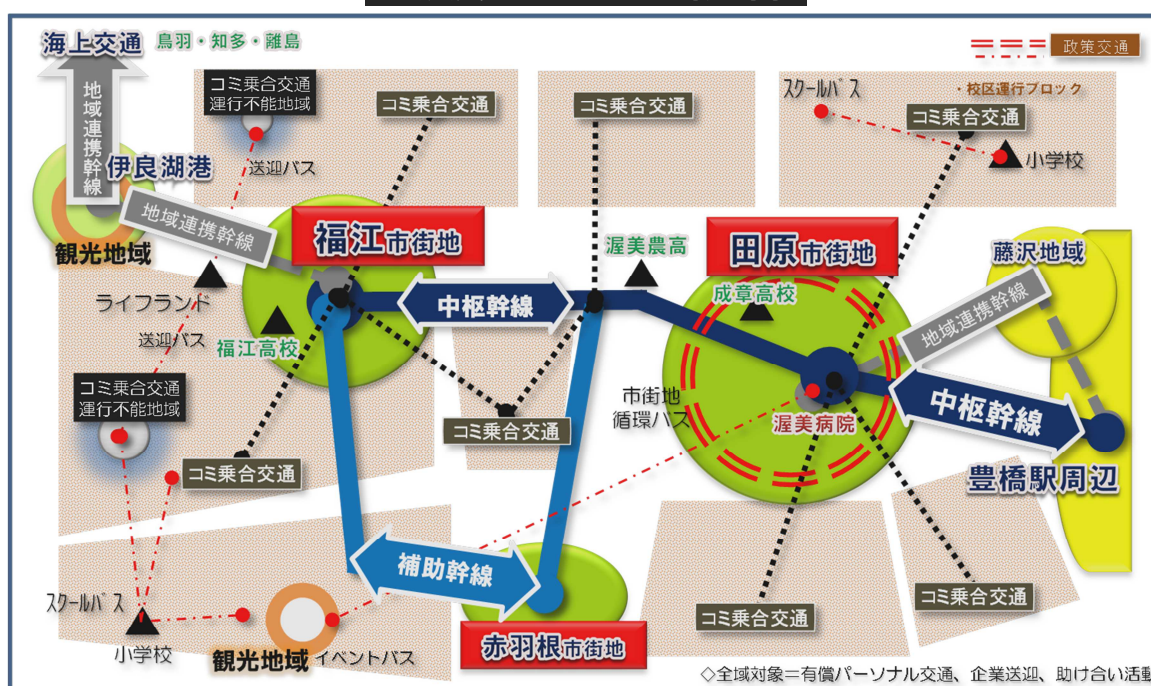 海上交通
鳥羽・知多・離島
政策交通
コミ乗合交通
運行不能地域
コミ乗合交通
コミ乗合交通
スクールバス
・校区運行ブロック
コミ乗合交通
地域連携幹線
小学校
送迎バス
伊良湖港
地域連携幹線
福江市街地
渥美農高
田原市街地
藤沢地域
観光地域
ライフランド
中枢幹線
成章高校
地域連携幹線
送迎バス
福江高校
コミ乗合交通
運行不能地域
市街地
循環バス
渥美病院
中枢幹線
コミ乗合交通
コミ乗合交通
豊橋駅周辺
補助幹線
スクールバス
コミ乗合交通
コミ乗合交通
小学校
観光地域
イベントバス
赤羽根市街地
◇全域対象＝有償パーソナル交通、企業送迎、助け合い活動